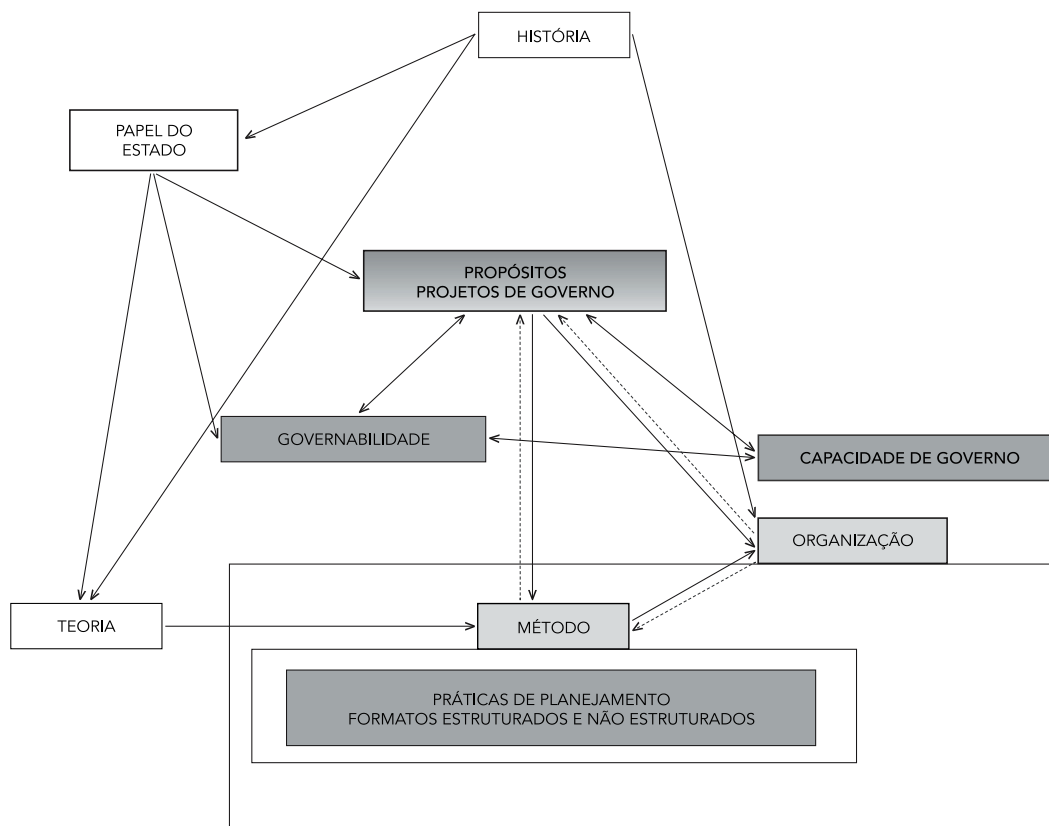 HISTÓRIA
PAPEL DO
ESTADO
PROPÓSITOS
PROJETOS DE GOVERNO
GOVERNABILIDADE
CAPACIDADE DE GOVERNO
ORGANIZAÇÃO
TEORIA
MÉTODO
PRÁTICAS DE PLANEJAMENTO
FORMATOS ESTRUTURADOS E NÃO ESTRUTURADOS